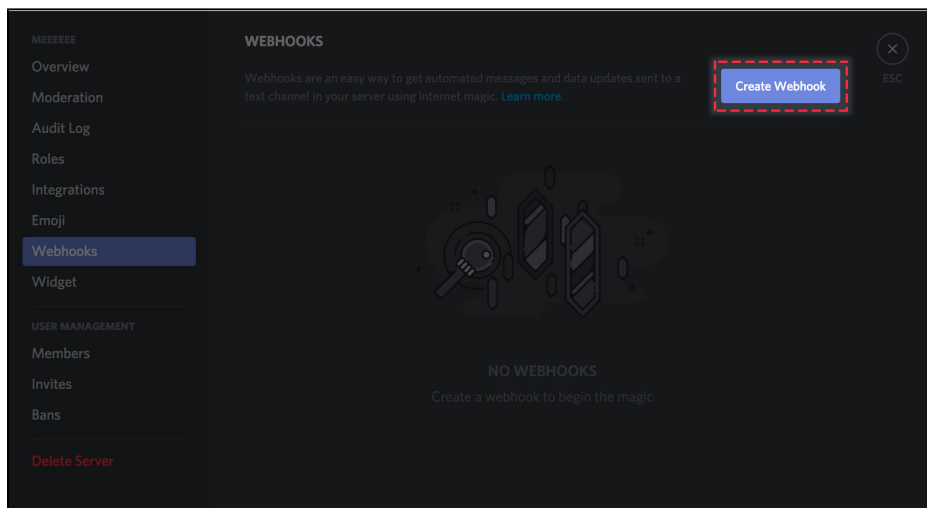 MEEEEEE
Overview
Moderation
Audit Log
Roles
Integrations
Emoji
Webhooks
Widget
USER MANAGEMENT
Members
Invites
Bans
Delete Server
WEBHOOKS
Webhooks are an easy way to get automated messages and data updates sent to a
text channel in your server using internet magic. Learn more.
Create Webhook
ESC
NO WEBHOOKS
Create a webhook to begin the magic